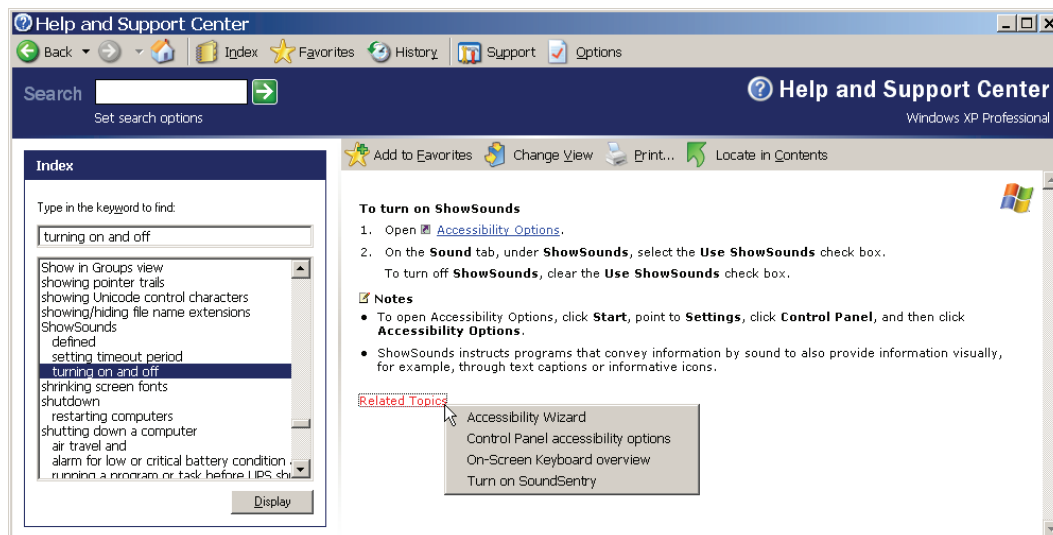 Help and Support Center
Back Index Favorites History Support Options
Search
Set search options
Help and Support Center
Windows XP Professional
Index
Type in the keyword to find:
turning on and off
Show in Groups view
showing pointer trails
showing Unicode control characters
showing/hiding file name extensions
ShowSounds
defined
setting timeout period
turning on and off
shrinking screen fonts
shutdown
restarting computers
shutting down a computer
air travel and
alarm for low or critical battery condition
running a program or task before UPS
Display
Add to Favorites Change View Print... Locate in Contents
To turn on ShowSounds
1. Open Accessibility Options.
2. On the Sound tab, under ShowSounds, select the Use ShowSounds check box.
To turn off ShowSounds, clear the Use ShowSounds check box.
Notes
• To open Accessibility Options, click Start, point to Settings, click Control Panel, and then click
Accessibility Options.
• ShowSounds instructs programs that convey information by sound to also provide information visually,
for example, through text captions or informative icons.
Related Topics
Accessibility Wizard
Control Panel accessibility options
On-Screen Keyboard overview
Turn on SoundSentry